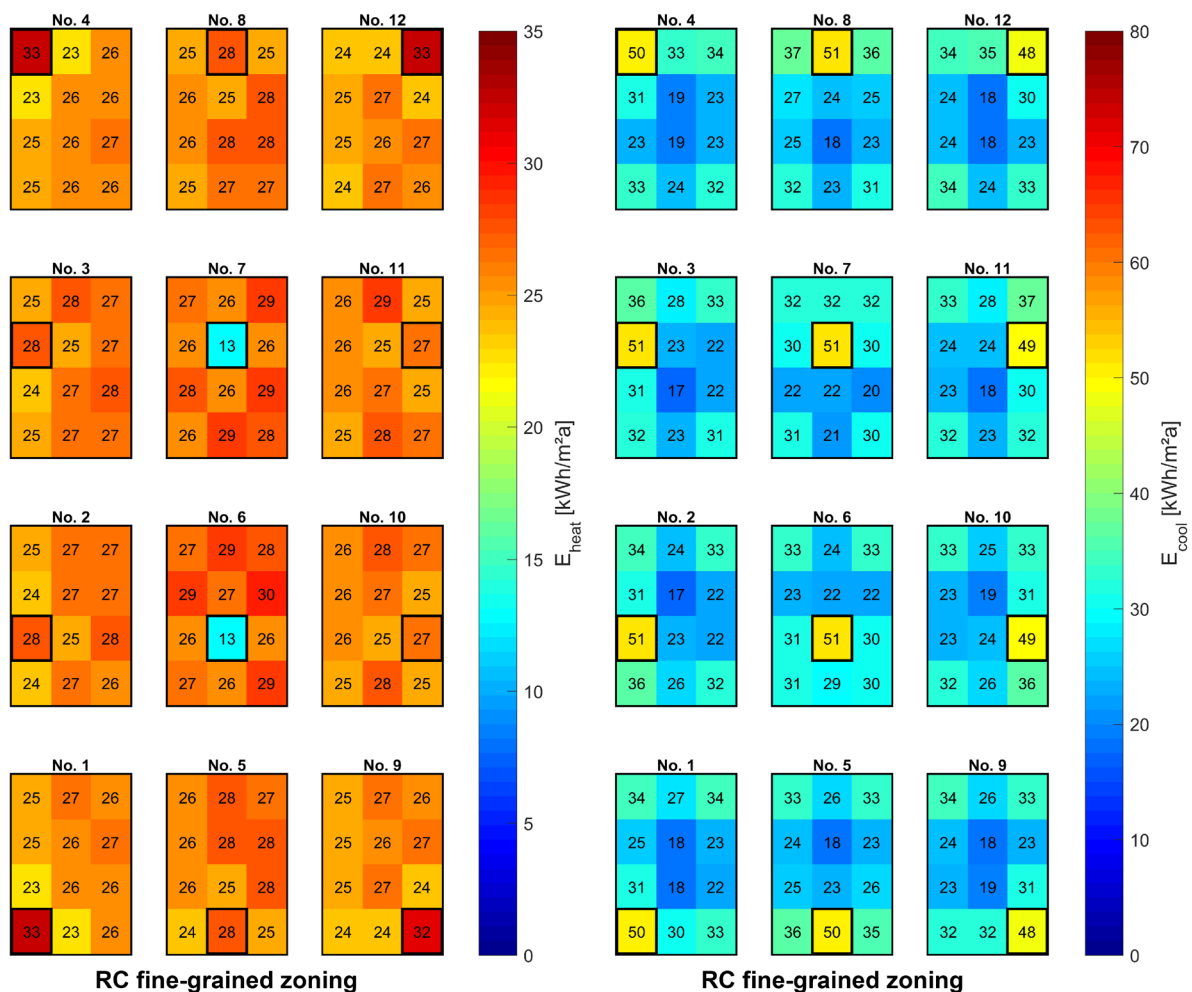 No. 4 No. 8 No. 12 35 No. 4 No. 8 No. 12 80
33 23 26 25 28 25 24 24 33 50 33 34 37 51 36 34 35 48
23 26 26 26 25 28 25 27 24 31 19 23 27 24 25 24 18 30
70
30
25 26 27 26 28 28 25 26 27 23 19 23 25 18 23 23 18 23
25 26 26 25 27 27 24 27 26 33 24 32 32 23 31 34 24 33
60
No. 3 No. 7 No. 11 25 No. 3 No. 7 No. 11
25 28 27 27 26 29 26 29 25 36 28 33 32 32 32 33 28 37
28 25 27 26 13 26 26 25 27 51 23 22 30 51 30 24 24 49
50
24 27 28 28 26 29 26 27 25 31 17 22 22 22 20 23 18 30
20
25 27 27 26 29 28 25 28 26 32 23 31 31 21 30 32 23 32
E_heat [kWh/m²a] E_cool [kWh/m²a]
40
No. 2 No. 6 No. 10 No. 2 No. 6 No. 10
25 27 27 27 29 28 26 28 27 15 34 24 33 33 24 33 33 25 33
24 27 27 29 27 30 26 27 25 31 17 22 23 22 22 23 19 31
30
28 25 28 26 13 26 26 25 27 51 23 22 31 51 30 23 24 49
24 27 26 27 26 29 25 28 25 10 36 26 32 31 29 30 32 26 36
20
No. 1 No. 5 No. 9 No. 1 No. 5 No. 9
25 27 26 26 28 27 25 27 26 34 27 34 33 26 33 34 26 33
5
25 26 27 26 28 28 25 26 27 25 18 23 24 18 23 23 18 23
10
23 26 26 26 25 28 25 27 24 31 18 22 25 23 26 23 19 31
33 23 26 24 28 25 24 24 32 50 30 33 36 50 35 32 32 48
0 0
RC fine-grained zoning RC fine-grained zoning